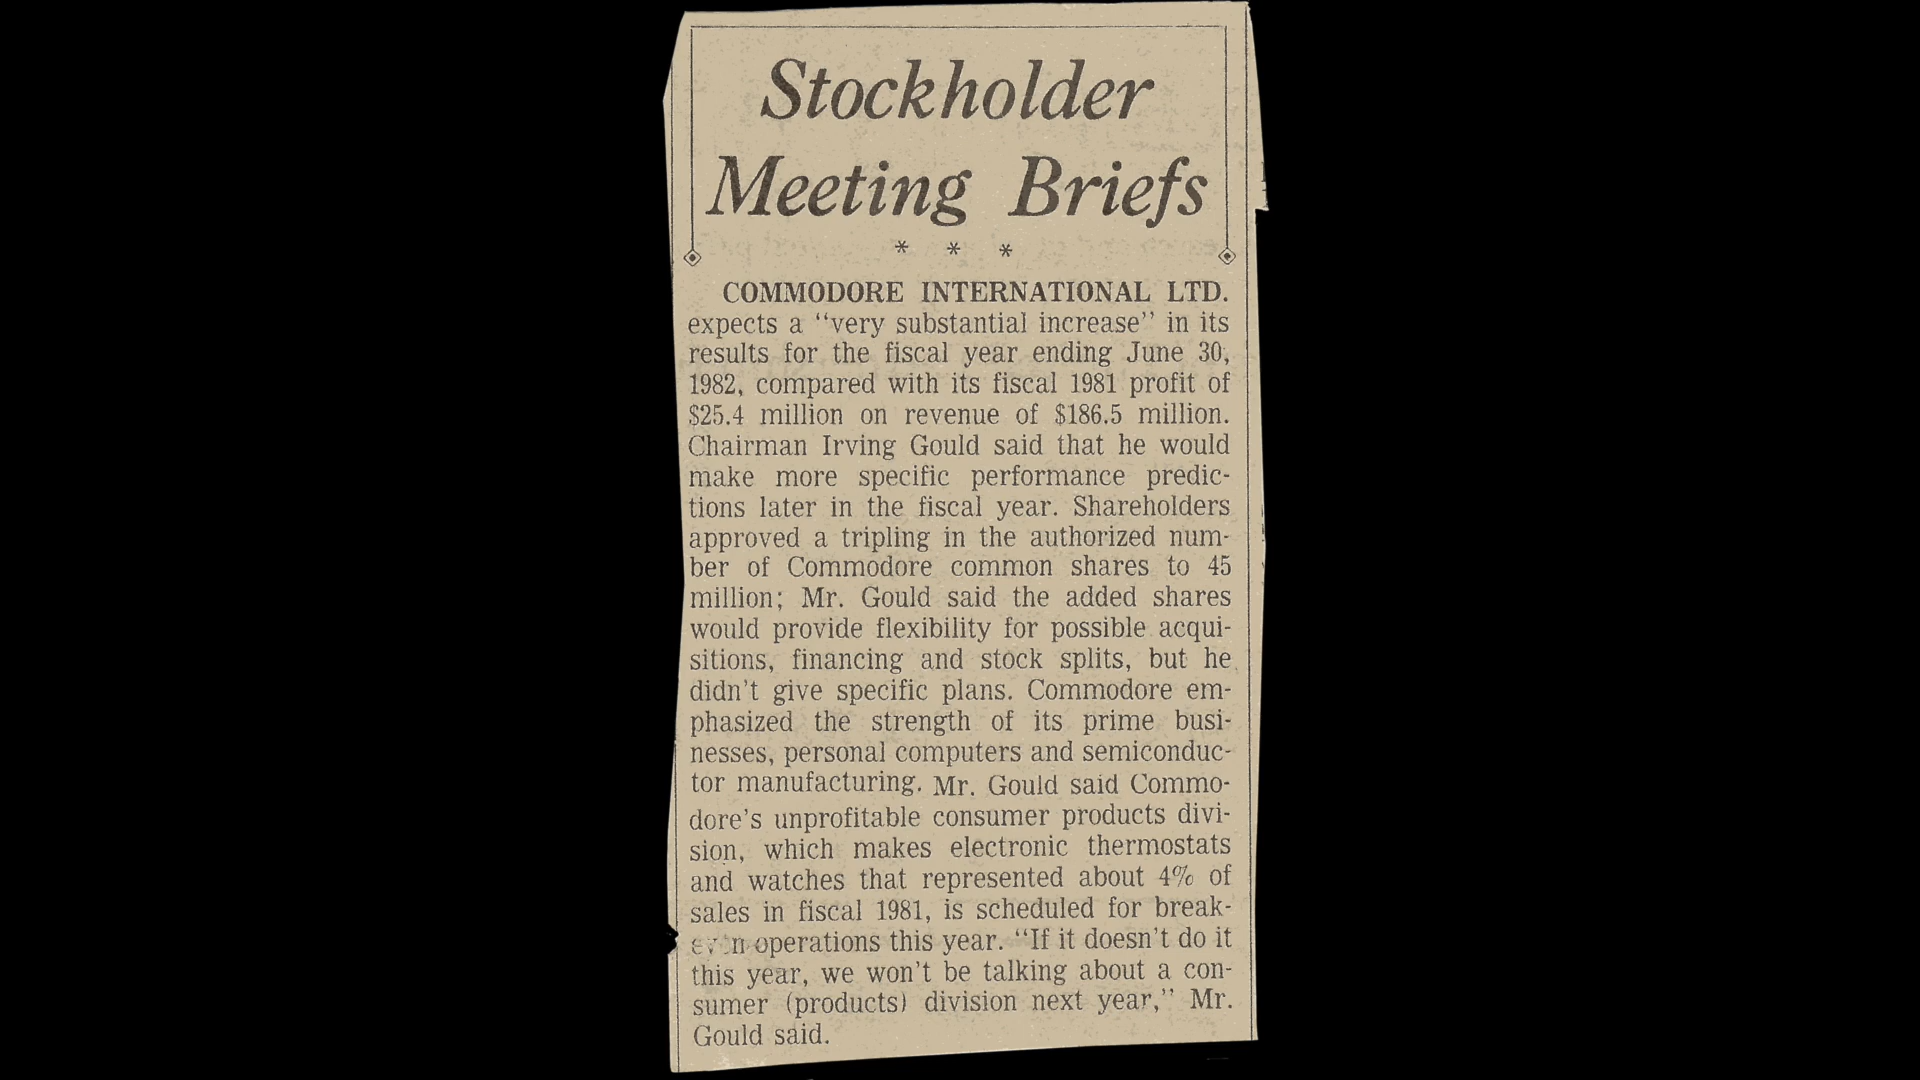 Stockholder
Meeting Briefs
* * *
COMMODORE INTERNATIONAL LTD.
expects a “very substantial increase” in its
results for the fiscal year ending June 30,
1982, compared with its fiscal 1981 profit of
$25.4 million on revenue of $186.5 million.
Chairman Irving Gould said that he would
make more specific performance predic-
tions later in the fiscal year. Shareholders
approved a tripling in the authorized num-
ber of Commodore common shares to 45
million; Mr. Gould said the added shares
would provide flexibility for possible acqui-
sitions, financing and stock splits, but he
didn’t give specific plans. Commodore em-
phasized the strength of its prime busi-
nesses, personal computers and semiconduc-
tor manufacturing. Mr. Gould said Commo-
dore’s unprofitable consumer products divi-
sion, which makes electronic thermostats
and watches that represented about 4% of
sales in fiscal 1981, is scheduled for break-
even operations this year. “If it doesn’t do it
this year, we won’t be talking about a con-
sumer (products) division next year,” Mr.
Gould said.